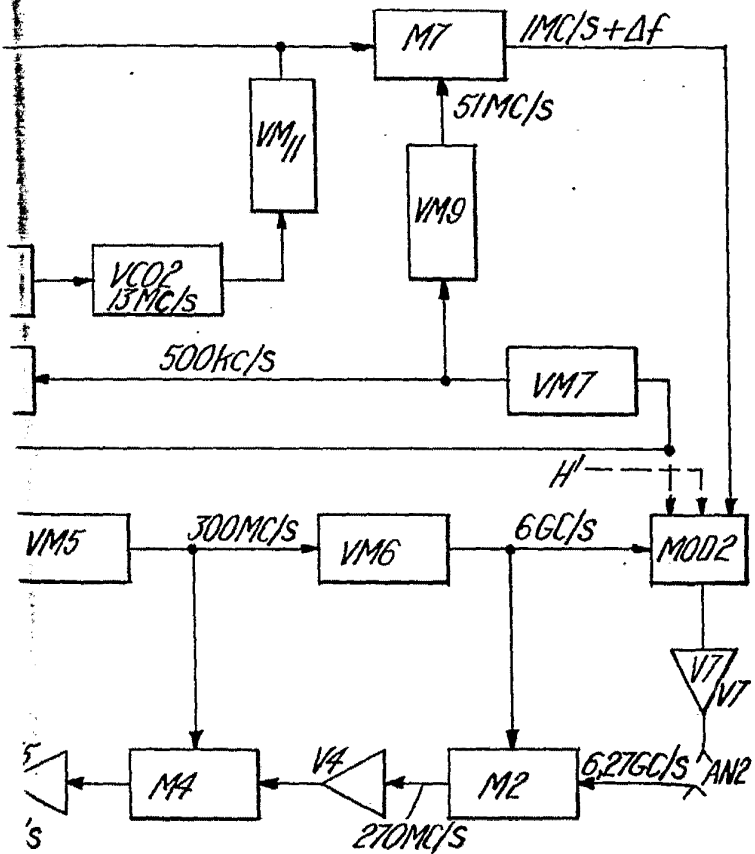 M7
1MC/S+Δf
51MC/S
VM11
VM9
VCO2
13MC/S
500KC/S
VM7
H'
VM5
300MC/S
VM6
6GC/S
MOD2
V7
V7
5
V4
M4
M2
6,27GC/S
AN2
270MC/S
's